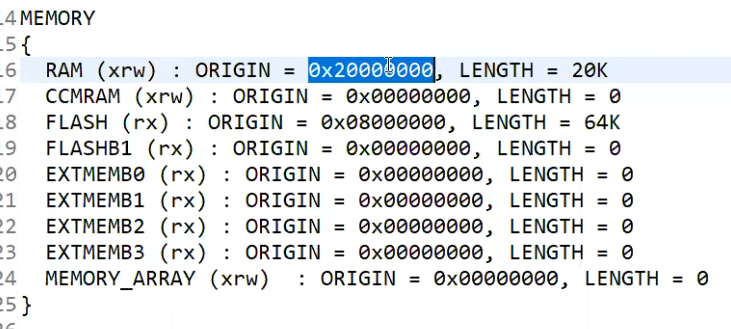 14 MEMORY
15 {
16 RAM (xrw) : ORIGIN = 0x20000000, LENGTH = 20K
17 CCMRAM (xrw) : ORIGIN = 0x00000000, LENGTH = 0
18 FLASH (rx) : ORIGIN = 0x08000000, LENGTH = 64K
19 FLASHB1 (rx) : ORIGIN = 0x00000000, LENGTH = 0
20 EXTMEMB0 (rx) : ORIGIN = 0x00000000, LENGTH = 0
21 EXTMEMB1 (rx) : ORIGIN = 0x00000000, LENGTH = 0
22 EXTMEMB2 (rx) : ORIGIN = 0x00000000, LENGTH = 0
23 EXTMEMB3 (rx) : ORIGIN = 0x00000000, LENGTH = 0
24 MEMORY_ARRAY (xrw)  : ORIGIN = 0x00000000, LENGTH = 0
25 }